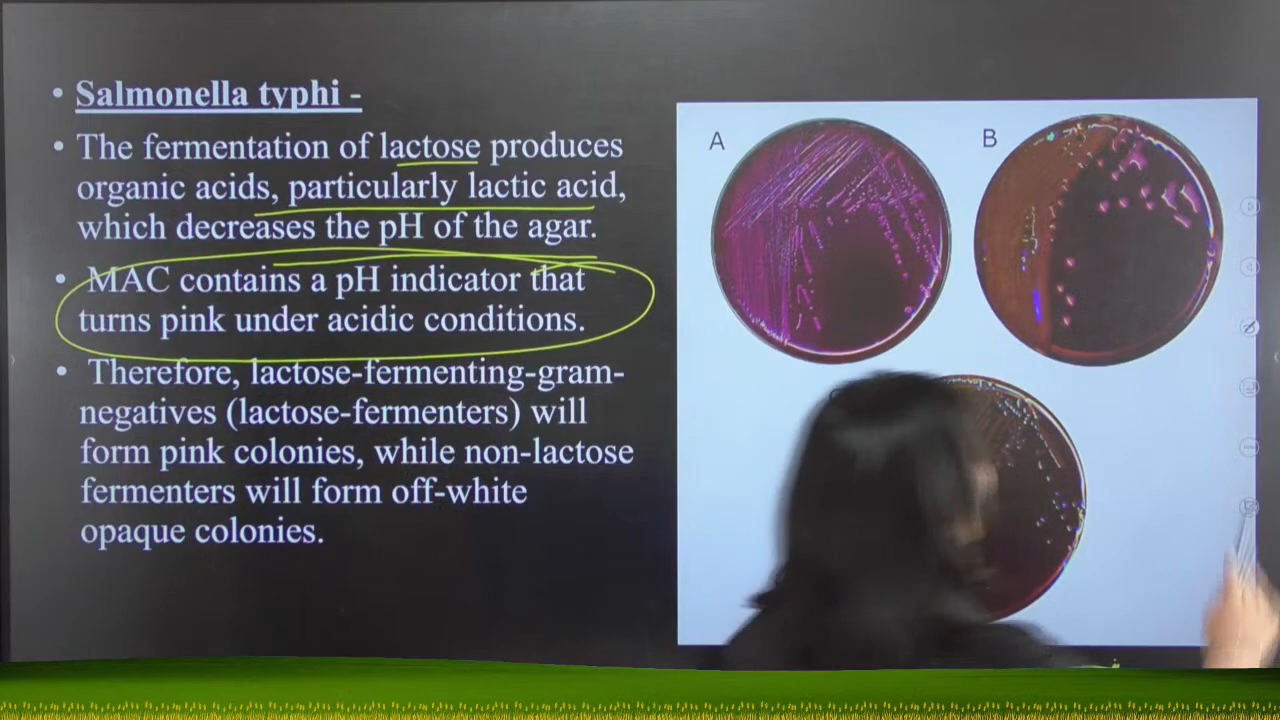 • Salmonella typhi -
• The fermentation of lactose produces
organic acids, particularly lactic acid,
which decreases the pH of the agar.
• MAC contains a pH indicator that
turns pink under acidic conditions.
• Therefore, lactose-fermenting-gram-
negatives (lactose-fermenters) will
form pink colonies, while non-lactose
fermenters will form off-white
opaque colonies.
A
B